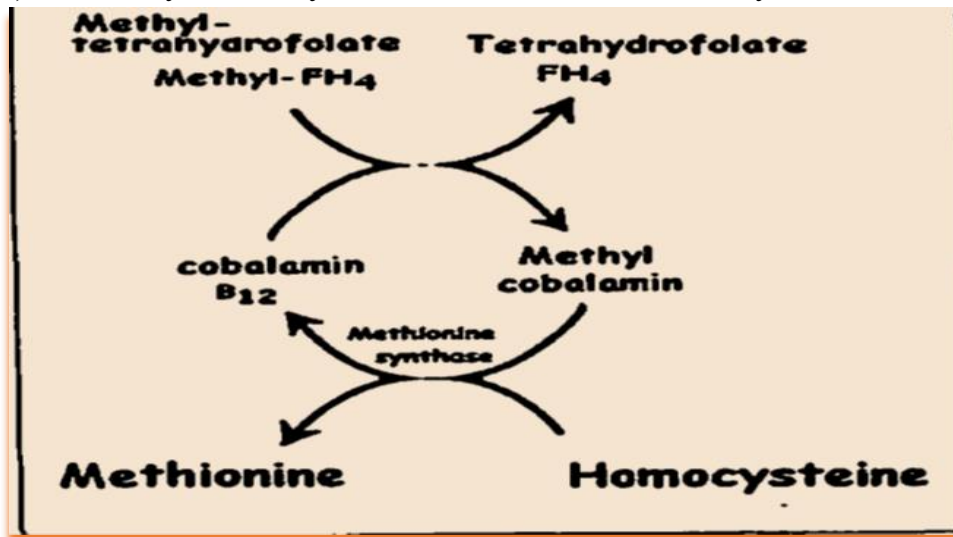 Methyl-
tetrahydrofolate
Methyl-FH4
Tetrahydrofolate
FH4
cobalamin
B12
Methyl
cobalamin
Methionine
synthase
Methionine
Homocysteine